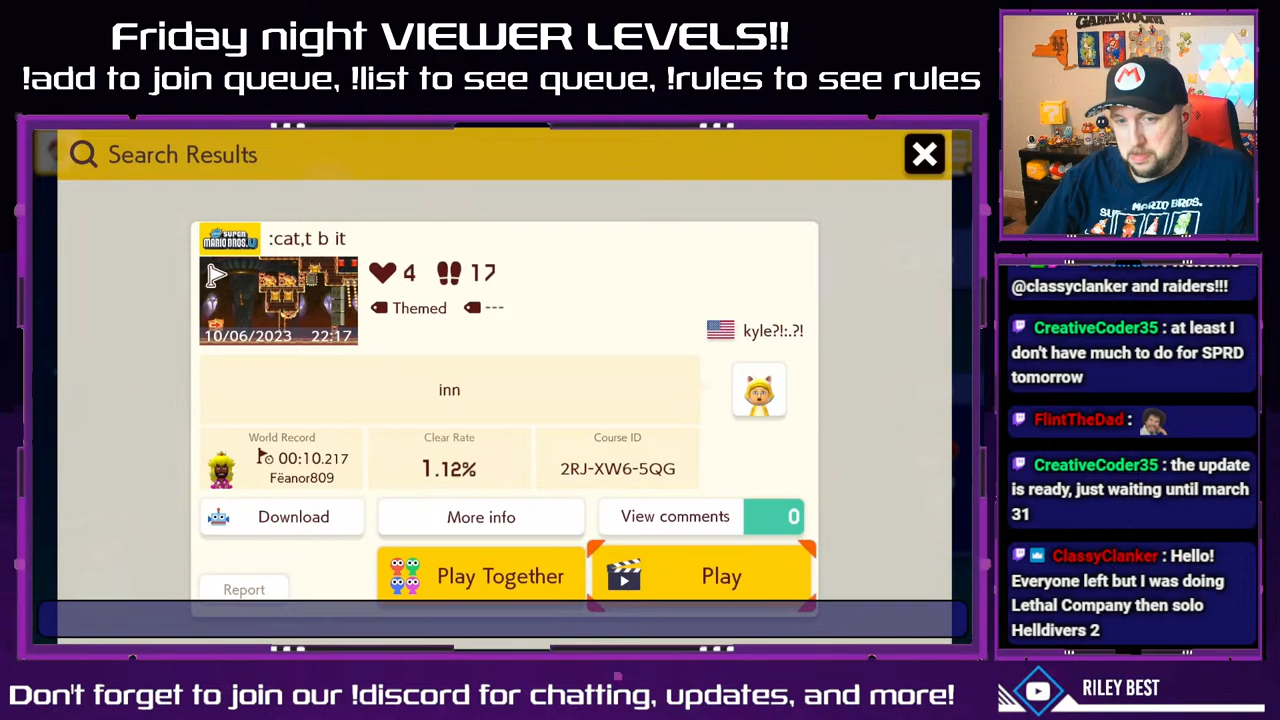 Friday night VIEWER LEVELS!!
!add to join queue, !list to see queue, !rules to see rules
GAMEROOM
Search Results
:cat,t b it
SUPER
MARIO BROS. U
4
17
Themed
---
10/06/2023 22:17
kyle?!:.?!
inn
World Record
00:10.217
Fëanor809
Clear Rate
1.12%
Course ID
2RJ-XW6-5QG
Download
More info
View comments
0
Report
Play Together
Play
@classyclanker and raiders!!!
CreativeCoder35 : at least I
don't have much to do for SPRD
tomorrow
FlintTheDad :
CreativeCoder35 : the update
is ready, just waiting until march
31
ClassyClanker : Hello!
Everyone left but I was doing
Lethal Company then solo
Helldivers 2
Don't forget to join our !discord for chatting, updates, and more!
RILEY BEST